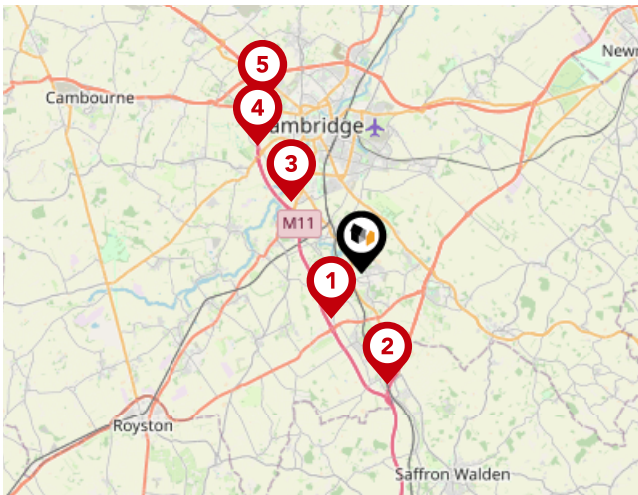 5
Newm
Cambourne
4
ambridge
3
M11
1
2
Royston
Saffron Walden